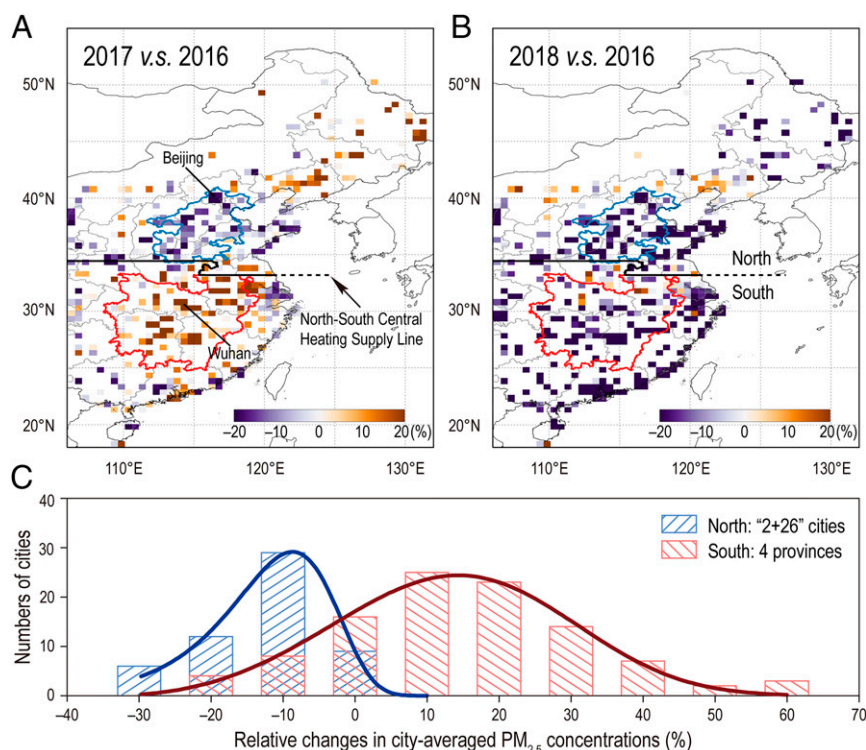 A
2017 v.s. 2016
50°N
40°N
30°N
20°N
Beijing
Wuhan
North-South Central
Heating Supply Line
−20 −10 0 10 20(%)
110°E 120°E 130°E
B
2018 v.s. 2016
50°N
40°N
30°N
20°N
North
South
−20 −10 0 10 20(%)
110°E 120°E 130°E
C
Numbers of cities
40
30
20
10
0
North: “2+26” cities
South: 4 provinces
−40 −30 −20 −10 0 10 20 30 40 50 60 70
Relative changes in city-averaged PM2.5 concentrations (%)